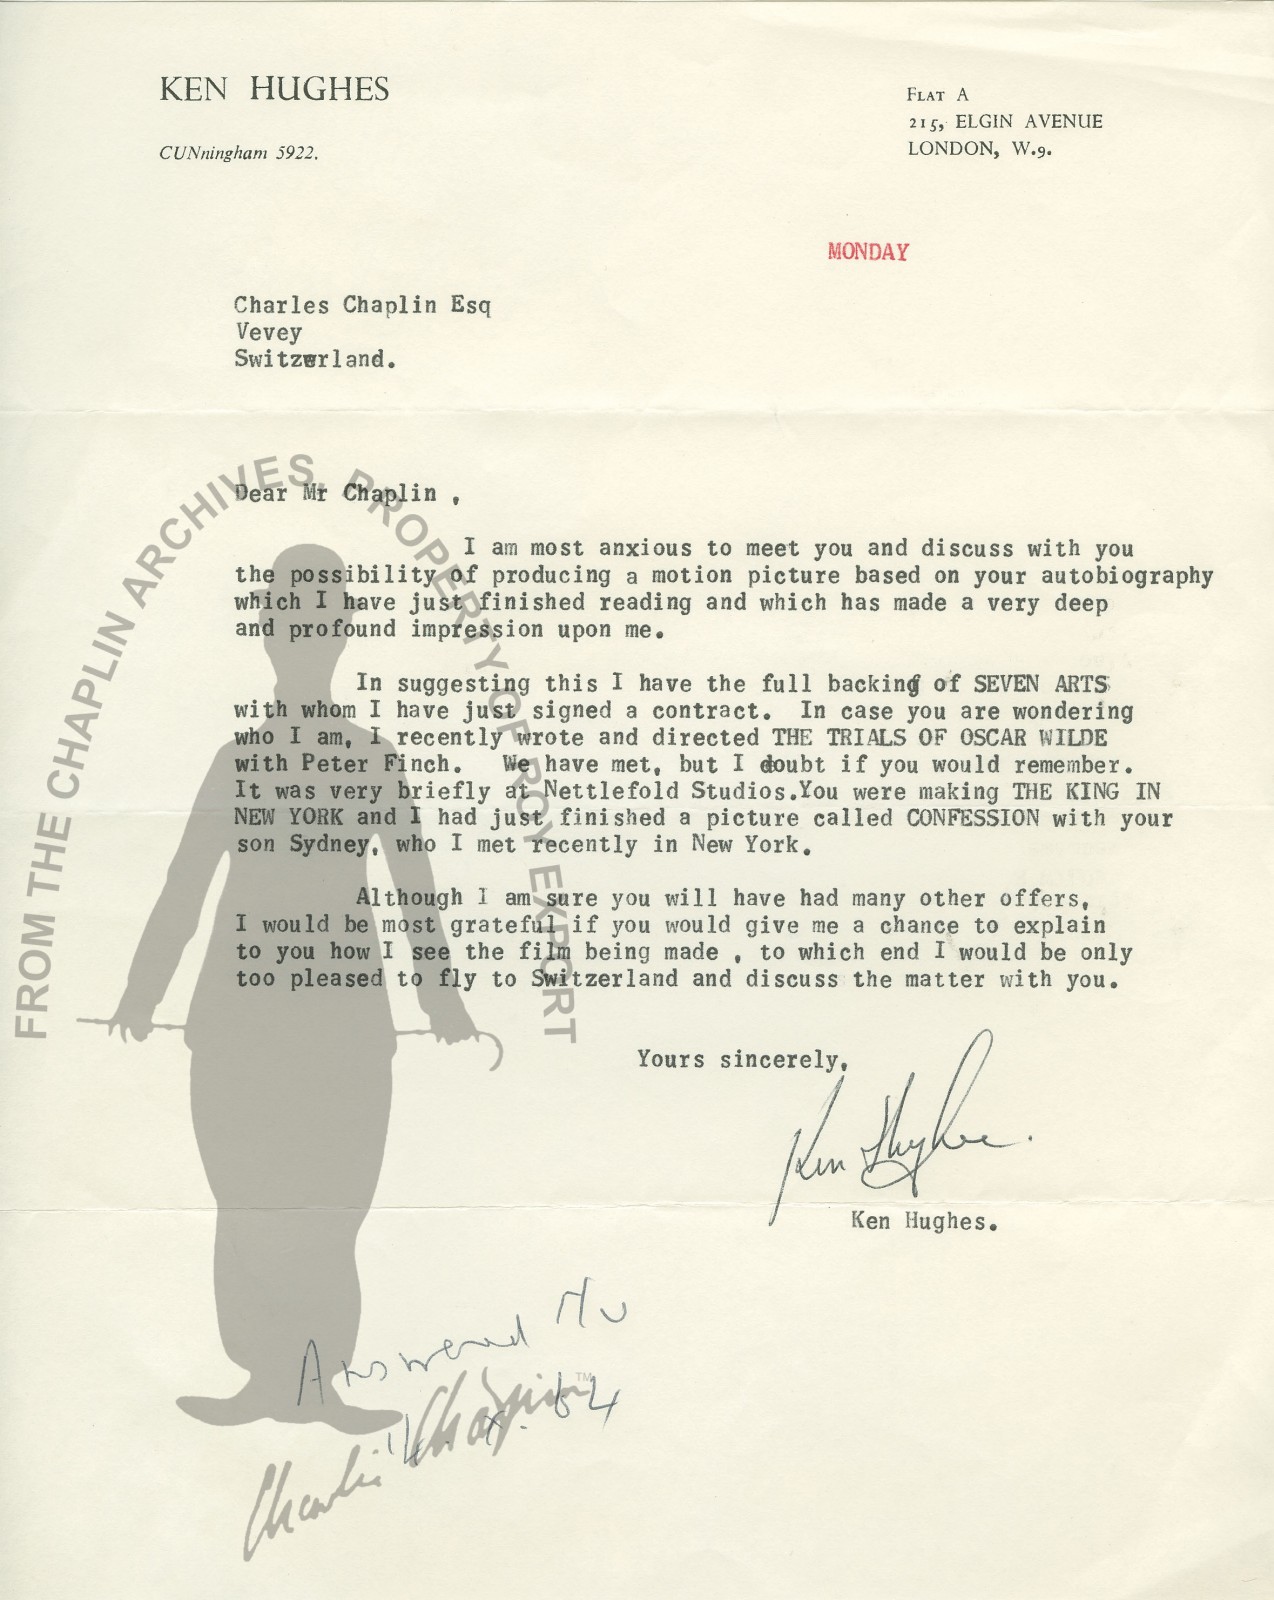 KEN HUGHES
CUNningham 5922.
FLAT A
215, ELGIN AVENUE
LONDON, W.9.
MONDAY
Charles Chaplin Esq
Vevey
Switzerland.
Dear Mr Chaplin ,
I am most anxious to meet you and discuss with you
the possibility of producing a motion picture based on your autobiography
which I have just finished reading and which has made a very deep
and profound impression upon me.
In suggesting this I have the full backing of SEVEN ARTS
with whom I have just signed a contract. In case you are wondering
who I am, I recently wrote and directed THE TRIALS OF OSCAR WILDE
with Peter Finch. We have met, but I doubt if you would remember.
It was very briefly at Nettlefold Studios.You were making THE KING IN
NEW YORK and I had just finished a picture called CONFESSION with your
son Sydney, who I met recently in New York.
Although I am sure you will have had many other offers,
I would be most grateful if you would give me a chance to explain
to you how I see the film being made , to which end I would be only
too pleased to fly to Switzerland and discuss the matter with you.
Yours sincerely,
Ken Hughes.
Ken Hughes.
Answered
14. X. 64
Charlie Chaplin™
FROM THE CHAPLIN ARCHIVES. PROPERTY OF ROY EXPORT